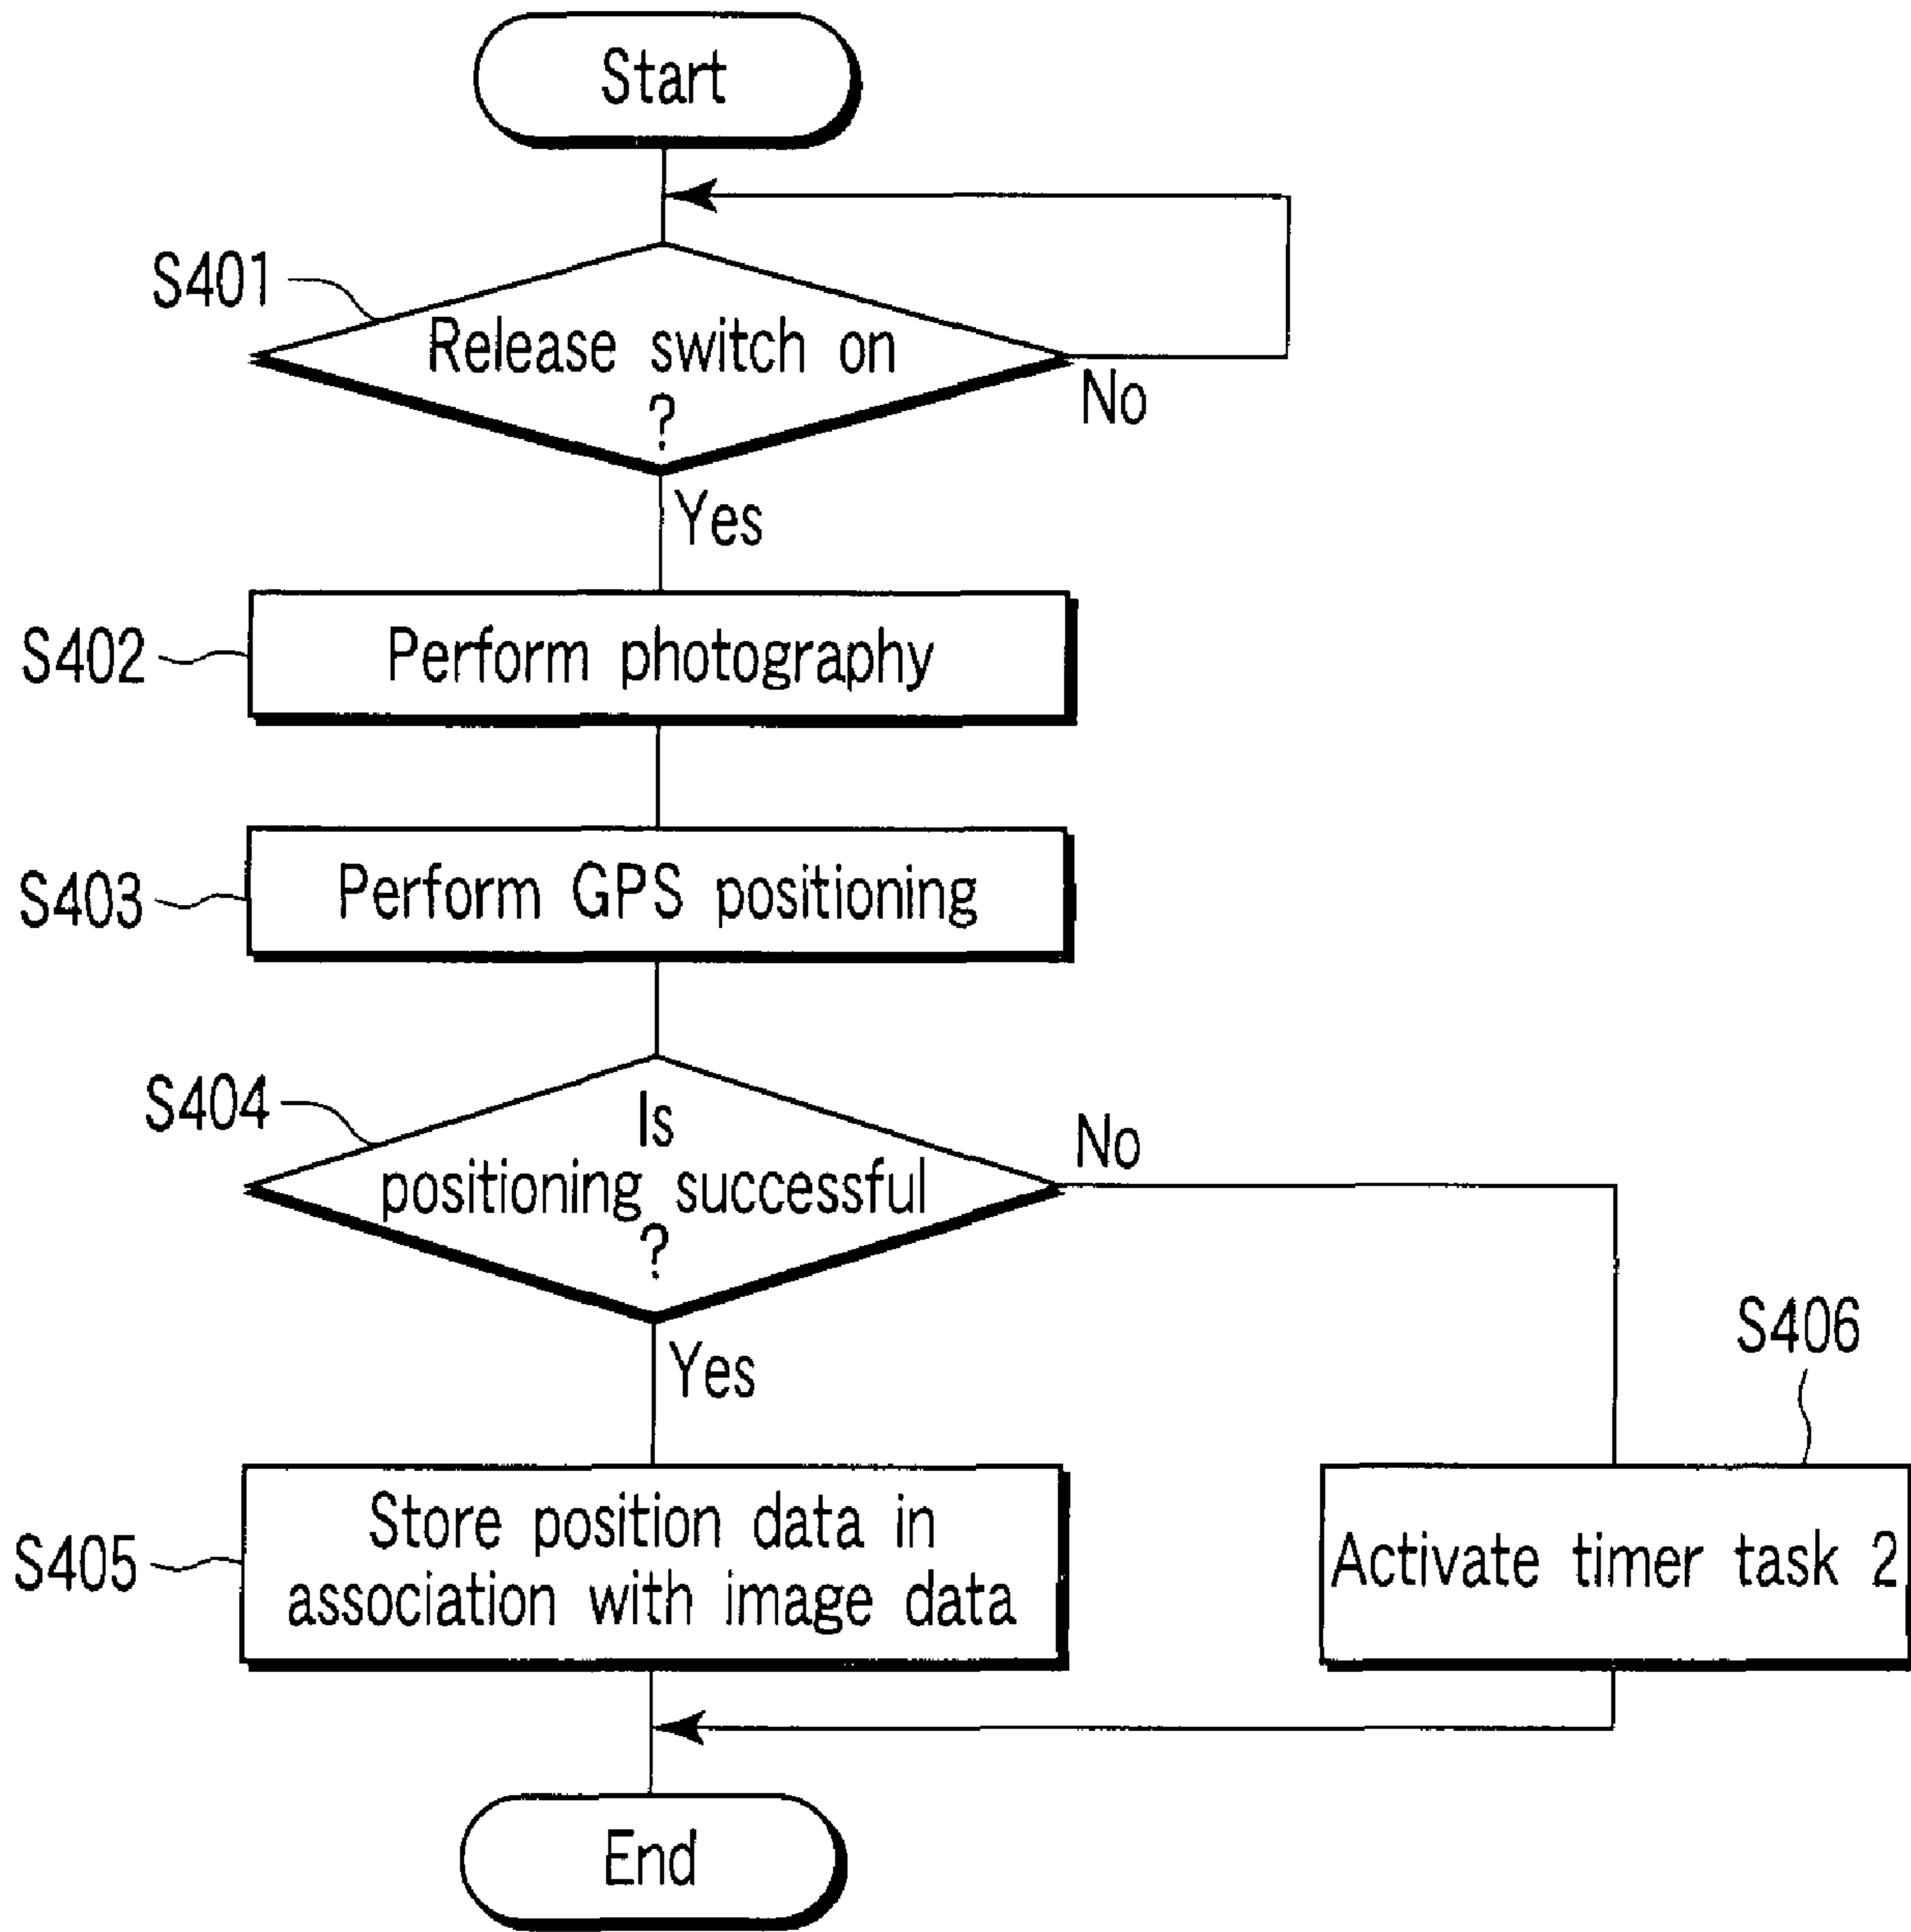 Start
S401
Release switch on
?
No
Yes
S402
Perform photography
S403
Perform GPS positioning
S404
Is
positioning successful
?
No
Yes
S405
Store position data in
association with image data
S406
Activate timer task 2
End